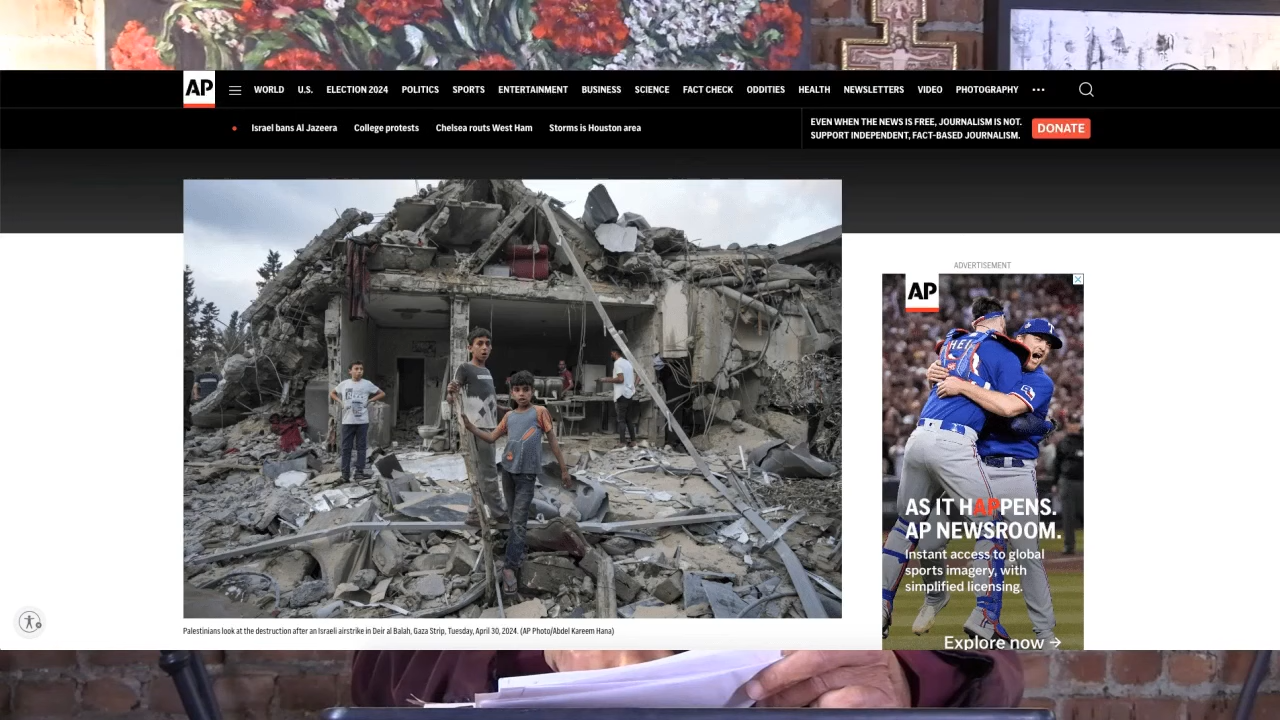 AP
WORLD U.S. ELECTION 2024 POLITICS SPORTS ENTERTAINMENT BUSINESS SCIENCE FACT CHECK ODDITIES HEALTH NEWSLETTERS VIDEO PHOTOGRAPHY
Israel bans Al Jazeera College protests Chelsea routs West Ham Storms is Houston area
EVEN WHEN THE NEWS IS FREE, JOURNALISM IS NOT.
SUPPORT INDEPENDENT, FACT-BASED JOURNALISM.
DONATE
ADVERTISEMENT
AP
AS IT HAPPENS.
AP NEWSROOM.
Instant access to global
sports imagery, with
simplified licensing.
Explore now →
Palestinians look at the destruction after an Israeli airstrike in Deir al Balah, Gaza Strip, Tuesday, April 30, 2024. (AP Photo/Abdel Kareem Hana)